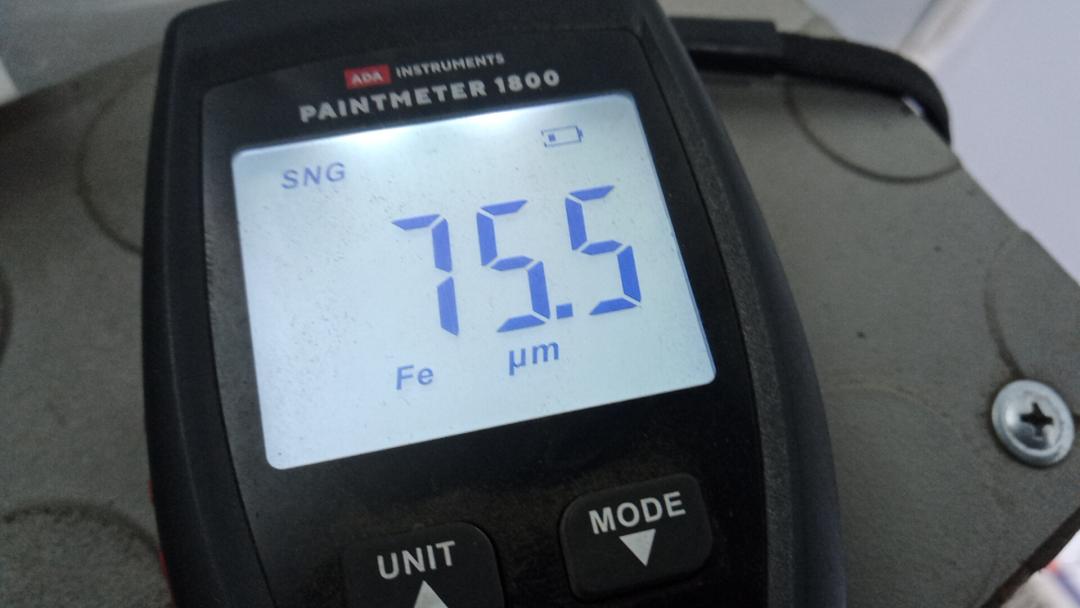 ADA INSTRUMENTS
PAINTMETER 1800
SNG
75.5
Fe µm
UNIT
MODE